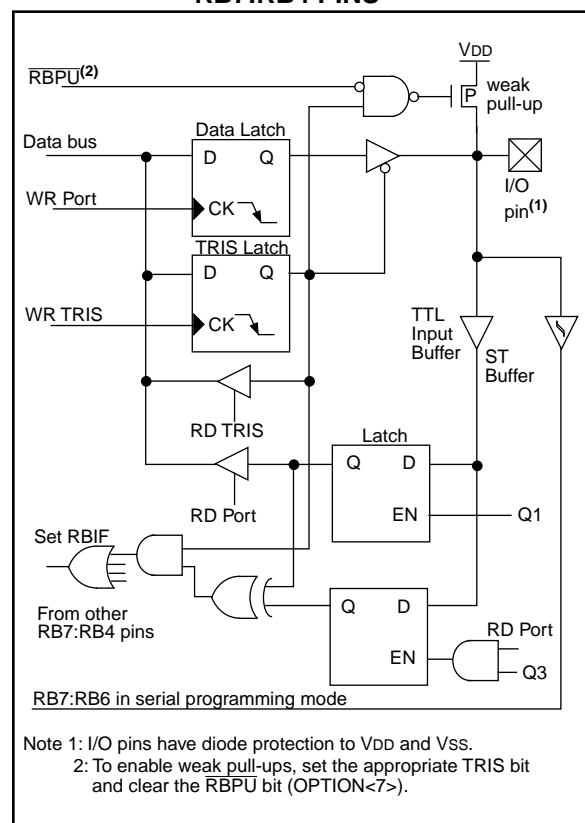 RBPU(2)
VDD
weak
pull-up
P
Data Latch
Data bus
D Q
WR Port
CK
I/O
pin(1)
TRIS Latch
D Q
WR TRIS
CK
TTL
Input
Buffer
ST
Buffer
RD TRIS
Latch
Q D
RD Port
EN
Q1
Set RBIF
Q D
From other
RB7:RB4 pins
RD Port
EN
Q3
RB7:RB6 in serial programming mode
Note 1: I/O pins have diode protection to VDD and VSS.
2: To enable weak pull-ups, set the appropriate TRIS bit
and clear the RBPU bit (OPTION<7>).